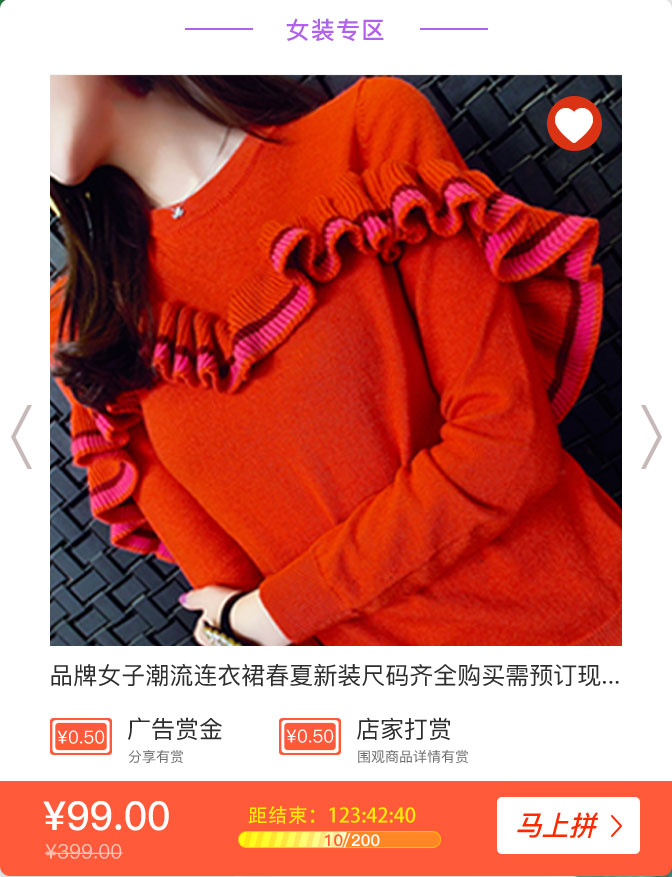 女装专区
品牌女子潮流连衣裙春夏新装尺码齐全购买需预订现...
¥0.50 广告赏金 ¥0.50 店家打赏
分享有赏 围观商品详情有赏
¥99.00 距结束：123:42:40 马上拼
¥399.00 10/200